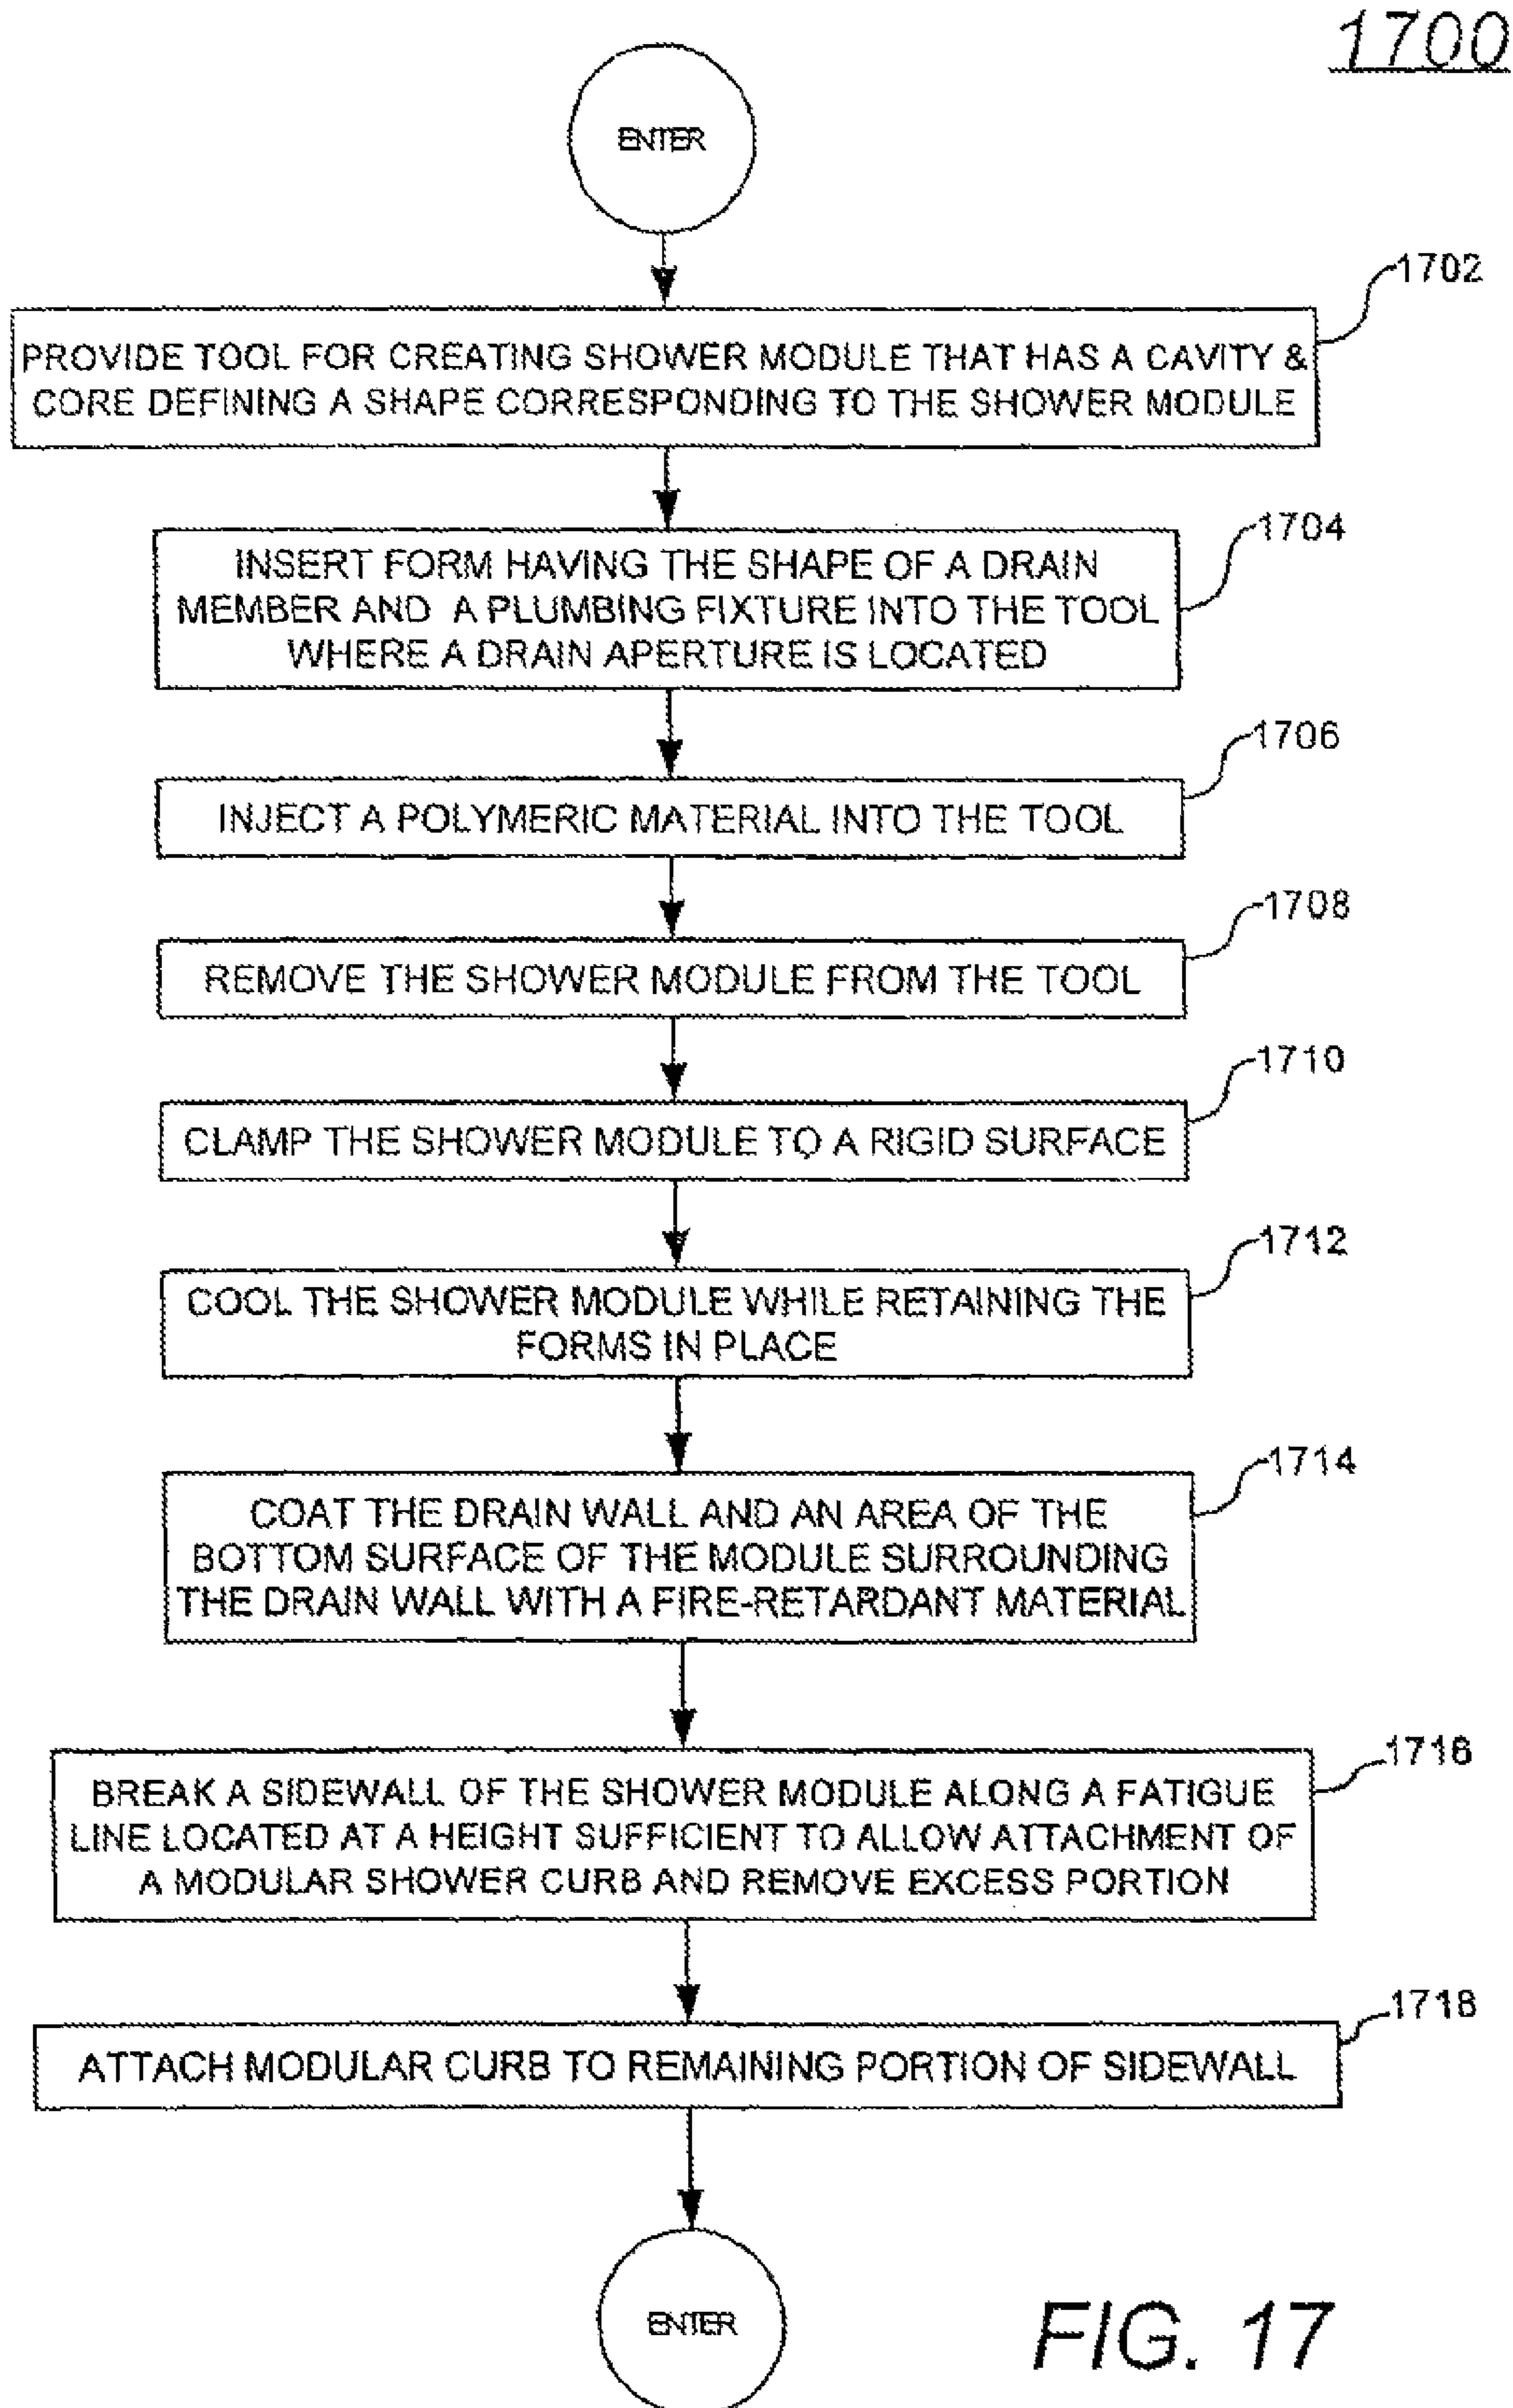 1700
ENTER
1702
PROVIDE TOOL FOR CREATING SHOWER MODULE THAT HAS A CAVITY &
CORE DEFINING A SHAPE CORRESPONDING TO THE SHOWER MODULE
1704
INSERT FORM HAVING THE SHAPE OF A DRAIN
MEMBER AND A PLUMBING FIXTURE INTO THE TOOL
WHERE A DRAIN APERTURE IS LOCATED
1706
INJECT A POLYMERIC MATERIAL INTO THE TOOL
1708
REMOVE THE SHOWER MODULE FROM THE TOOL
1710
CLAMP THE SHOWER MODULE TO A RIGID SURFACE
1712
COOL THE SHOWER MODULE WHILE RETAINING THE
FORMS IN PLACE
1714
COAT THE DRAIN WALL AND AN AREA OF THE
BOTTOM SURFACE OF THE MODULE SURROUNDING
THE DRAIN WALL WITH A FIRE-RETARDANT MATERIAL
1716
BREAK A SIDEWALL OF THE SHOWER MODULE ALONG A FATIGUE
LINE LOCATED AT A HEIGHT SUFFICIENT TO ALLOW ATTACHMENT OF
A MODULAR SHOWER CURB AND REMOVE EXCESS PORTION
1718
ATTACH MODULAR CURB TO REMAINING PORTION OF SIDEWALL
ENTER
FIG. 17